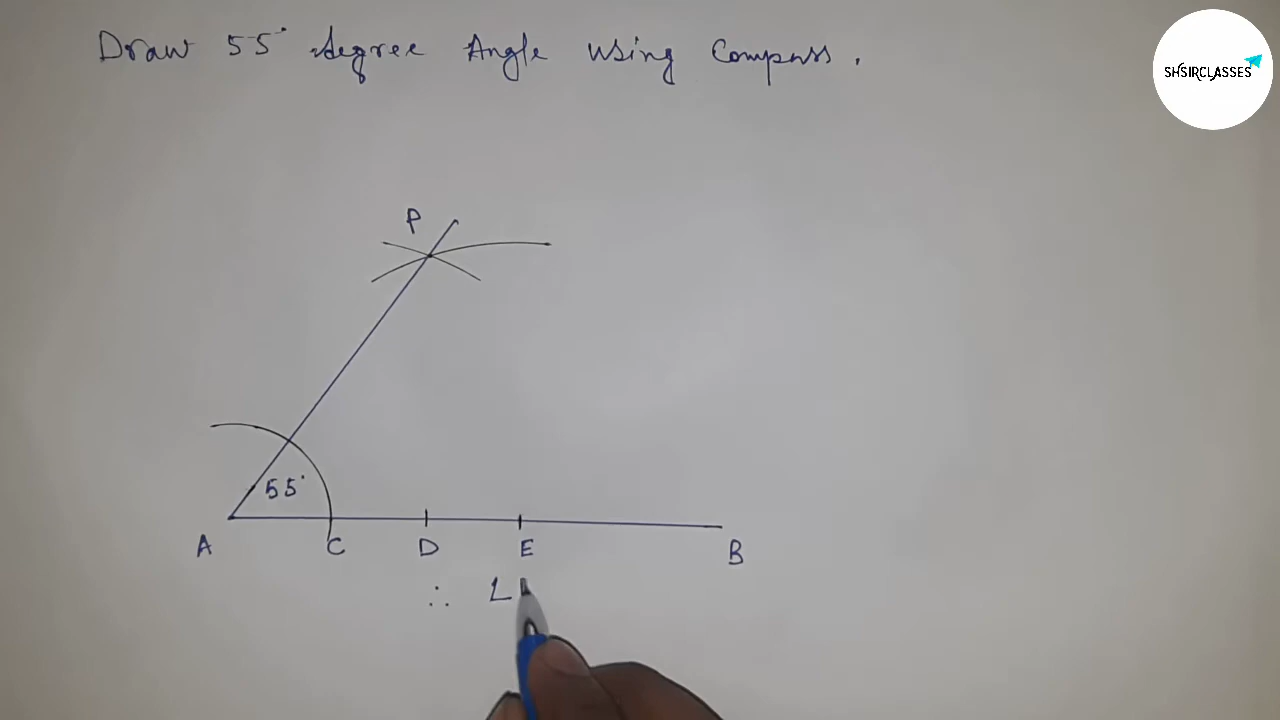 Draw 55° degree Angle using Compass.
SHSIRCLASSES
P
55°
A C D E B
∴ ∠